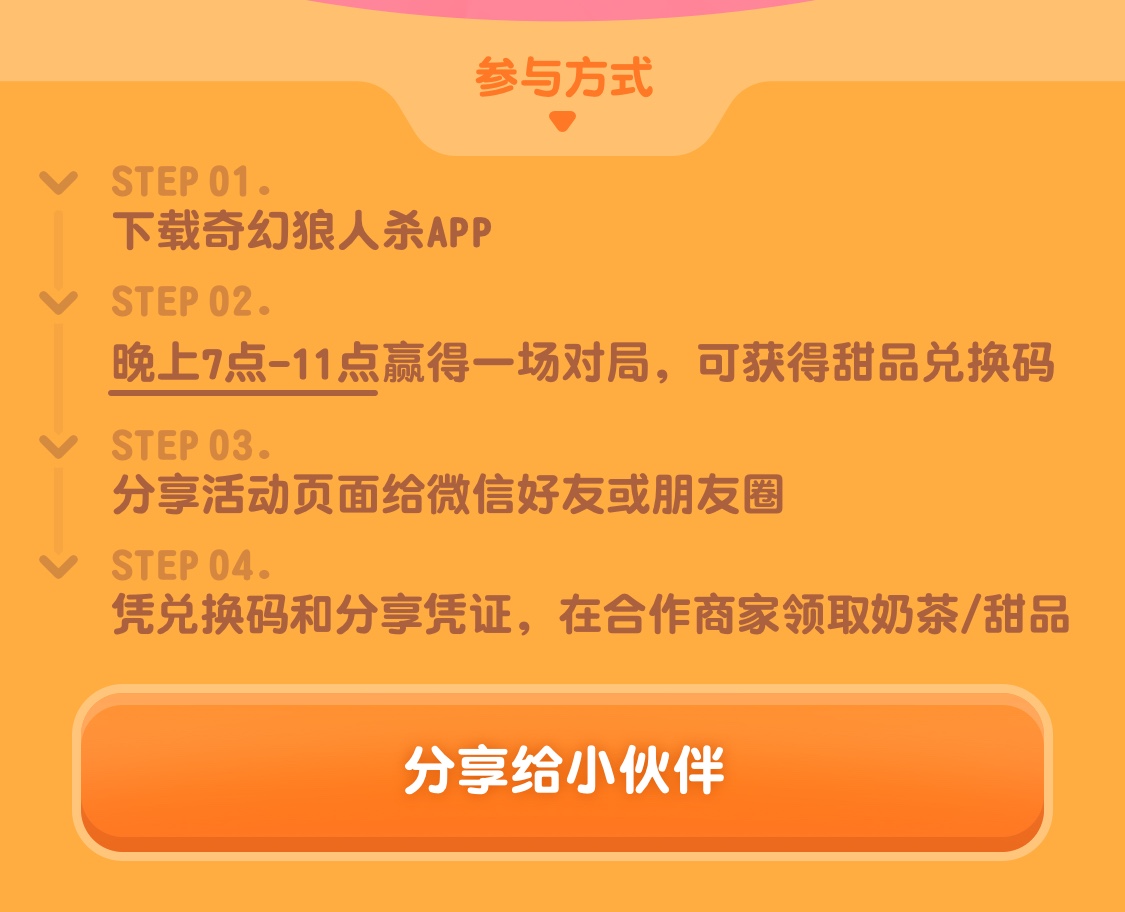 参与方式
STEP 01.
下载奇幻狼人杀APP
STEP 02.
晚上7点-11点赢得一场对局，可获得甜品兑换码
STEP 03.
分享活动页面给微信好友或朋友圈
STEP 04.
凭兑换码和分享凭证，在合作商家领取奶茶/甜品
分享给小伙伴